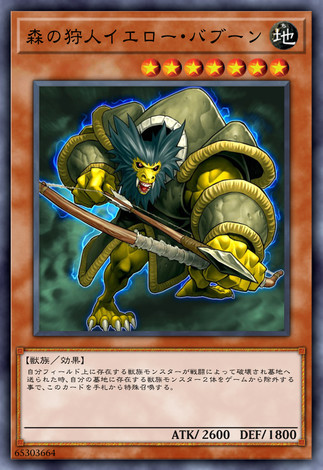 森の狩人イエロー・バブーン
地
【獣族／効果】
自分フィールド上に存在する獣族モンスターが戦闘によって破壊され墓地へ
送られた時、自分の墓地に存在する獣族モンスター２体をゲームから除外する
事で、このカードを手札から特殊召喚する。
ATK/ 2600 DEF/1800
65303664